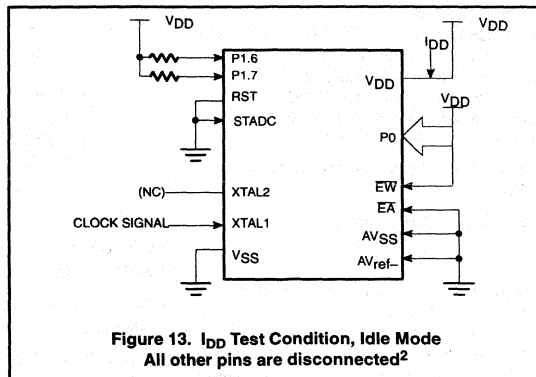 VDD
VDD
IDD
P1.6
P1.7
VDD
RST
VDD
STADC
P0
(NC)
XTAL2
EW
EA
CLOCK SIGNAL
XTAL1
AVSS
VSS
AVref–
Figure 13. IDD Test Condition, Idle Mode
All other pins are disconnected2